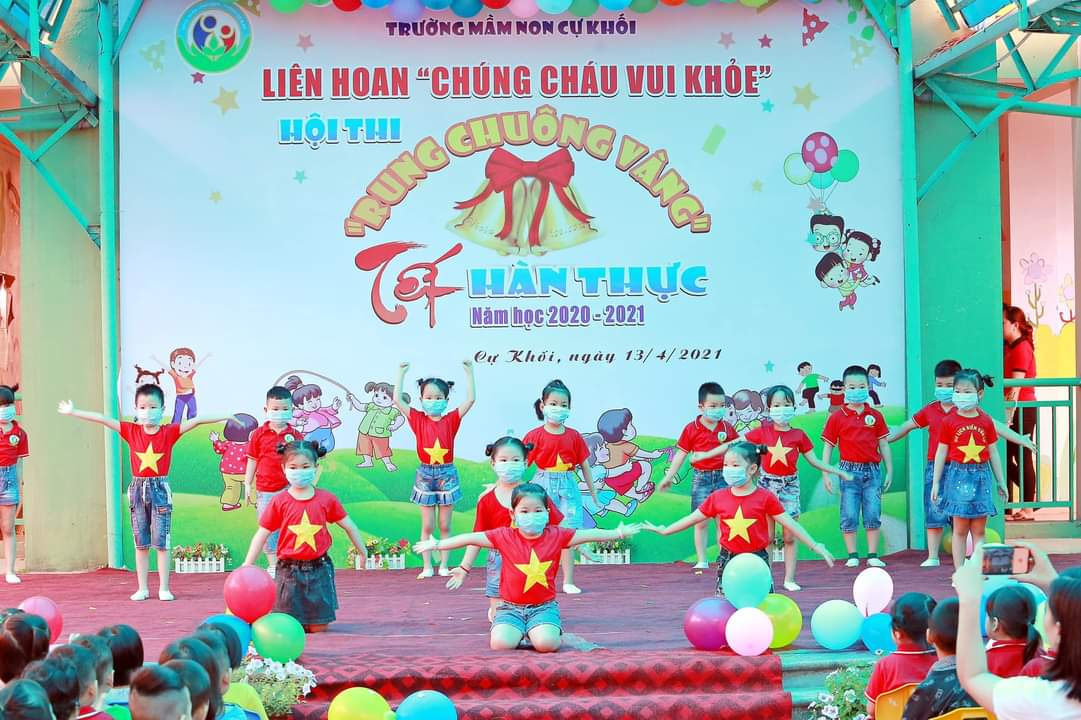 TRƯỜNG MẦM NON CỰ KHỐI
LIÊN HOAN "CHÚNG CHÁU VUI KHỎE"
HỘI THI
"RUNG CHUÔNG VÀNG"
Tết HÀN THỰC
Năm học 2020 - 2021
Cự Khối, ngày 13/4/2021